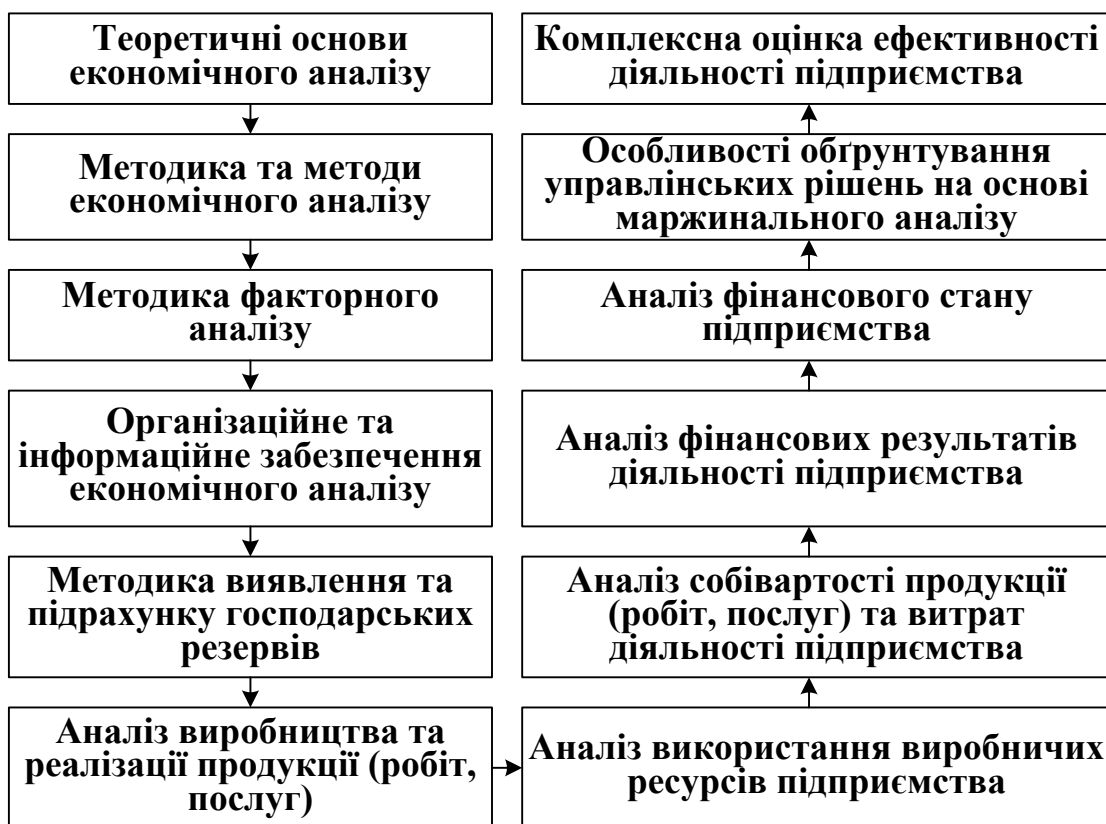 Теоретичні основи
економічного аналізу
Методика та методи
економічного аналізу
Методика факторного
аналізу
Організаційне та
інформаційне забезпечення
економічного аналізу
Методика виявлення та
підрахунку господарських
резервів
Аналіз виробництва та
реалізації продукції (робіт,
послуг)
Аналіз використання виробничих
ресурсів підприємства
Аналіз собівартості продукції
(робіт, послуг) та витрат
діяльності підприємства
Аналіз фінансових результатів
діяльності підприємства
Аналіз фінансового стану
підприємства
Особливості обґрунтування
управлінських рішень на основі
маржинального аналізу
Комплексна оцінка ефективності
діяльності підприємства